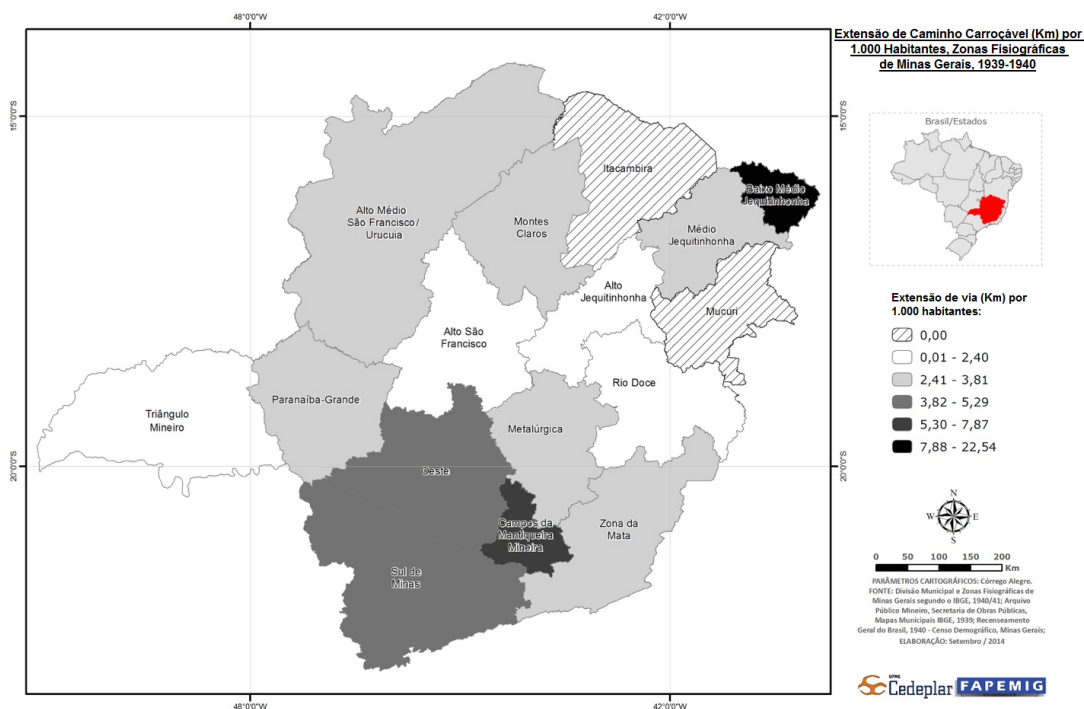 48°0'0"W
42°0'0"W
Extensão de Caminho Carroçável (Km) por
1.000 Habitantes, Zonas Fisiográficas
de Minas Gerais, 1939-1940
15°0'0"S
15°0'0"S
Brasil/Estados
Itacambira
Baixo Médio
Jequitinhonha
Alto Médio
São Francisco/
Urucuia
Montes
Claros
Médio
Jequitinhonha
Alto
Jequitinhonha
Mucuri
Alto São
Francisco
Rio Doce
Paranaíba-Grande
Triângulo
Mineiro
Metalúrgica
Oeste
Campos da
Mantiqueira
Mineira
Zona da
Mata
Sul de
Minas
20°0'0"S
20°0'0"S
Extensão de via (Km) por
1.000 habitantes:
0,00
0,01 - 2,40
2,41 - 3,81
3,82 - 5,29
5,30 - 7,87
7,88 - 22,54
N
W E
S
0 50 100 150 200
Km
PARÂMETROS CARTOGRÁFICOS: Córrego Alegre.
FONTE: Divisão Municipal e Zonas Fisiográficas de
Minas Gerais segundo o IBGE, 1940/41; Arquivo
Público Mineiro, Secretaria de Obras Públicas,
Mapas Municipais IBGE, 1939; Recenseamento
Geral do Brasil, 1940 - Censo Demográfico, Minas Gerais;
ELABORAÇÃO: Setembro / 2014
UFMG
Cedeplar
FAPEMIG
48°0'0"W
42°0'0"W